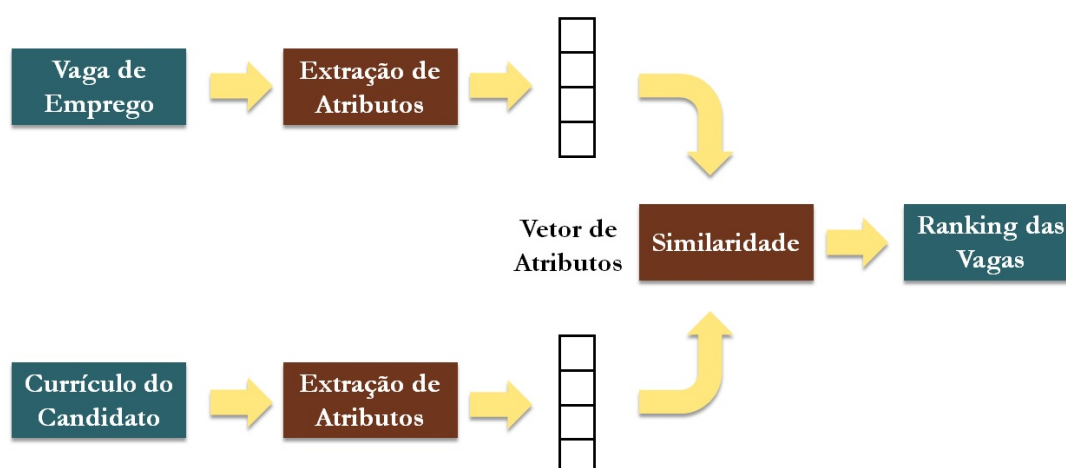 Vaga de
Emprego
Extração de
Atributos
Vetor de
Atributos
Similaridade
Ranking das
Vagas
Currículo do
Candidato
Extração de
Atributos